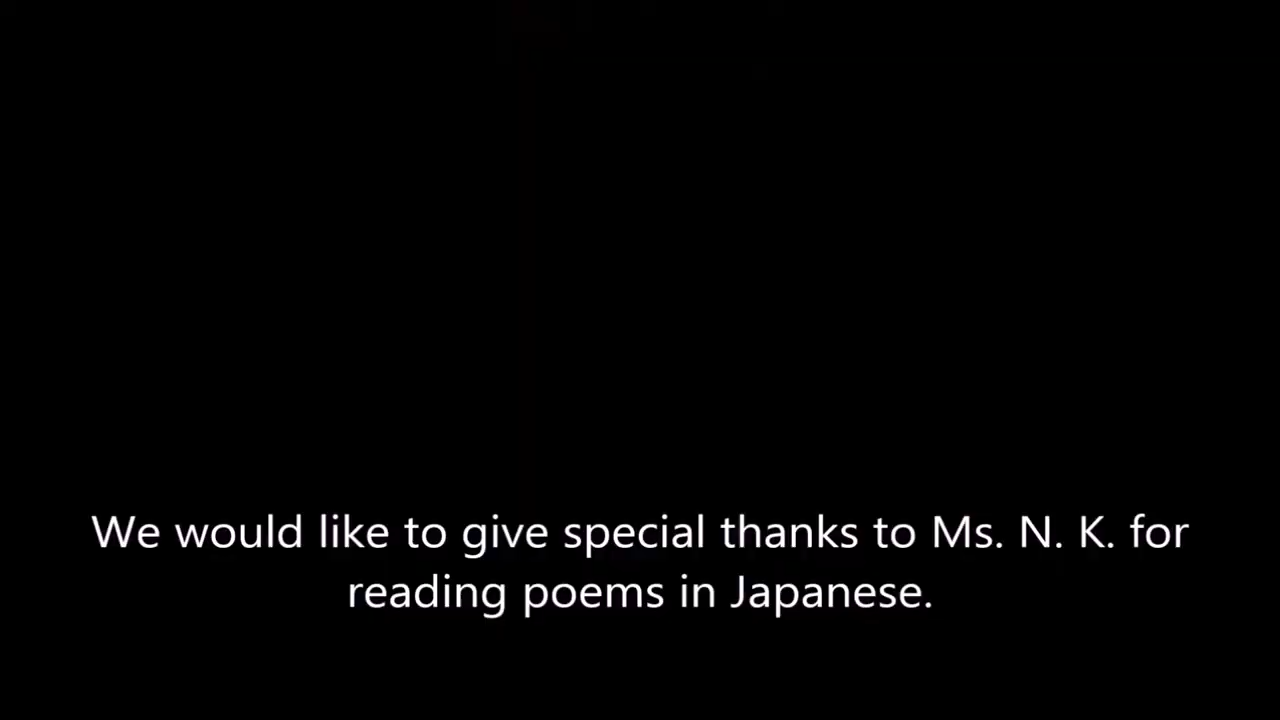 We would like to give special thanks to Ms. N. K. for
reading poems in Japanese.